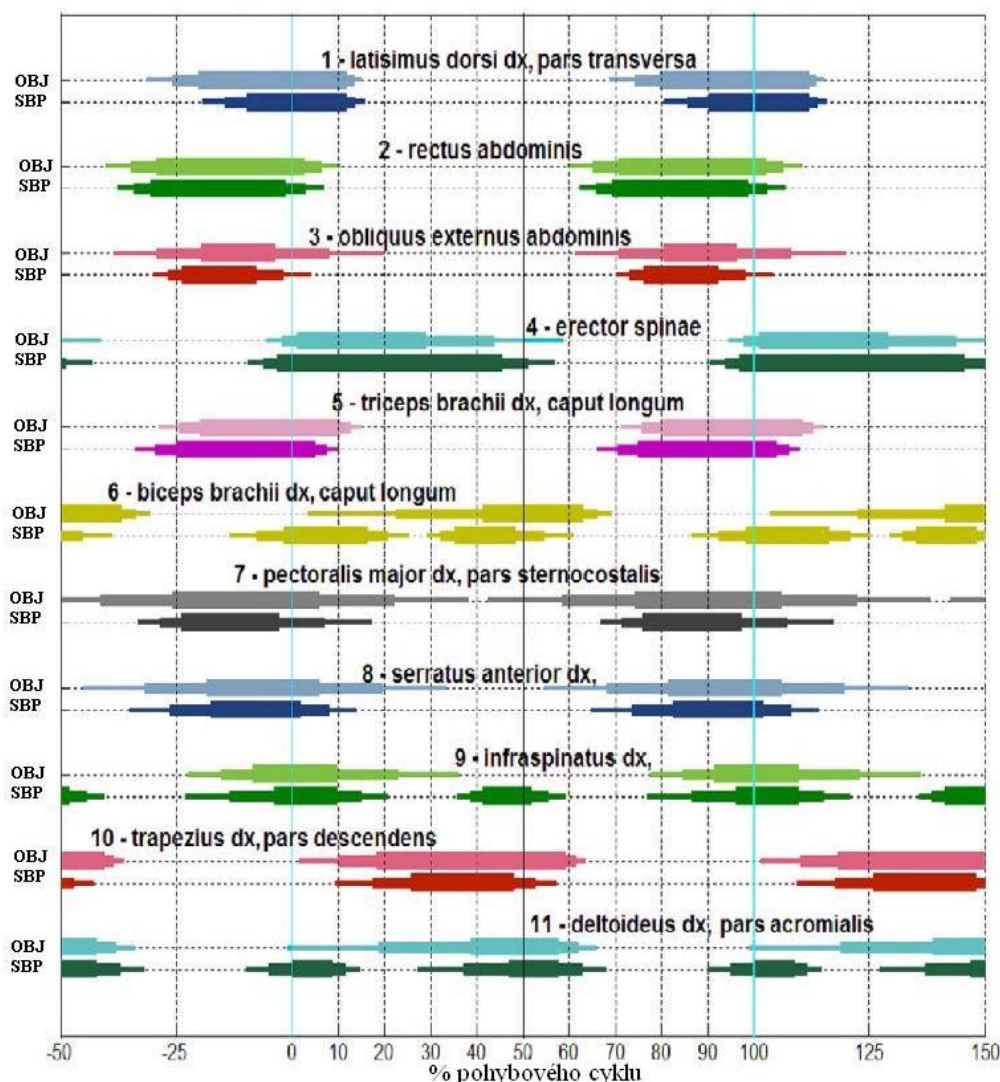 1 - latisimus dorsi dx, pars transversa
OBJ
SBP
2 - rectus abdominis
OBJ
SBP
3 - obliquus externus abdominis
OBJ
SBP
4 - erector spinae
OBJ
SBP
5 - triceps brachii dx, caput longum
OBJ
SBP
6 - biceps brachii dx, caput longum
OBJ
SBP
7 - pectoralis major dx, pars sternocostalis
OBJ
SBP
8 - serratus anterior dx,
OBJ
SBP
9 - infraspinatus dx,
OBJ
SBP
10 - trapezius dx, pars descendens
OBJ
SBP
11 - deltoideus dx, pars acromialis
OBJ
SBP
-50 -25 0 10 20 30 40 50 60 70 80 90 100 125 150
% pohybového cyklu